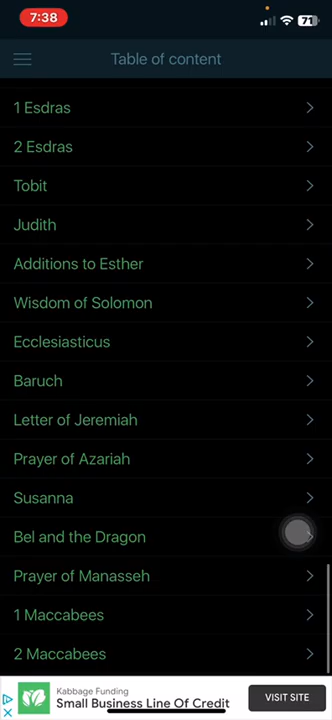 7:38
71
Table of content
1 Esdras
2 Esdras
Tobit
Judith
Additions to Esther
Wisdom of Solomon
Ecclesiasticus
Baruch
Letter of Jeremiah
Prayer of Azariah
Susanna
Bel and the Dragon
Prayer of Manasseh
1 Maccabees
2 Maccabees
Kabbage Funding
Small Business Line Of Credit
VISIT SITE